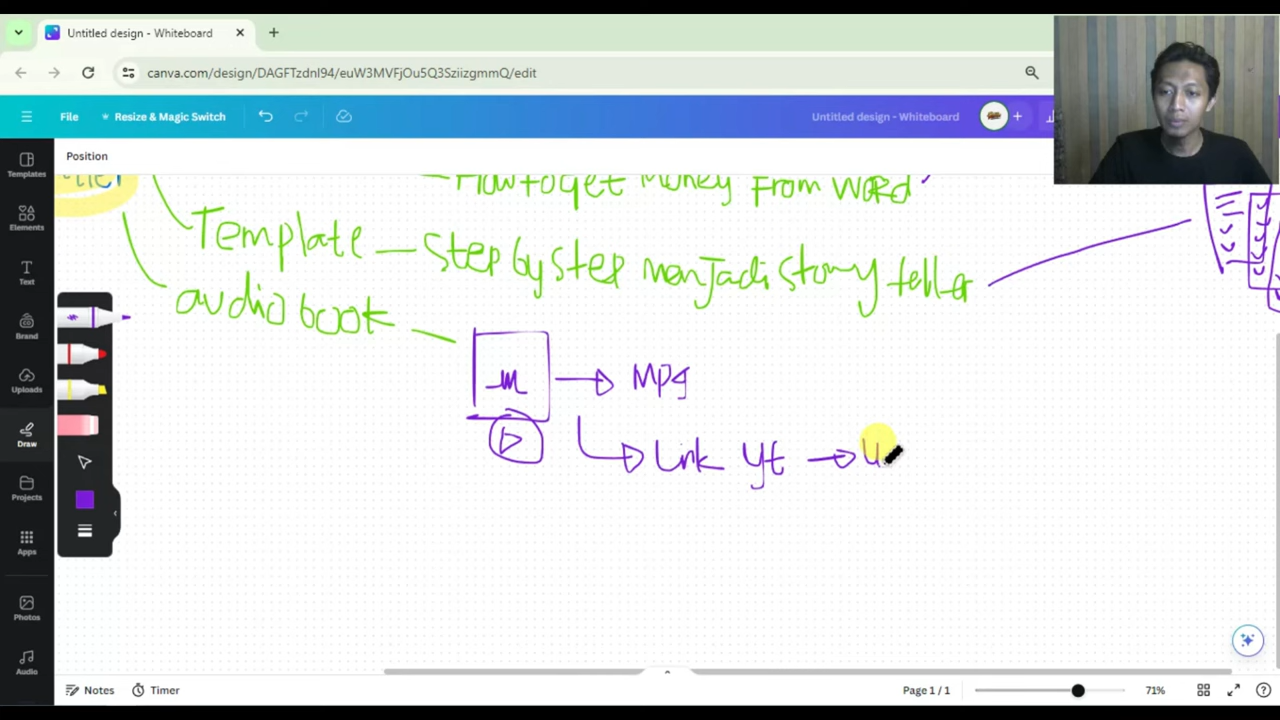 Untitled design - Whiteboard
canva.com/design/DAGFTzdnl94/euW3MVFjOu5Q3SziizgmmQ/edit
File
Resize & Magic Switch
Untitled design - Whiteboard
Position
Templates
Elements
Text
Brand
Uploads
Draw
Projects
Apps
Photos
Audio
How to get Money From Word
Template — Step by Step menjadi Story teller
audio book
MP4
Link yt
Notes
Timer
Page 1 / 1
71%